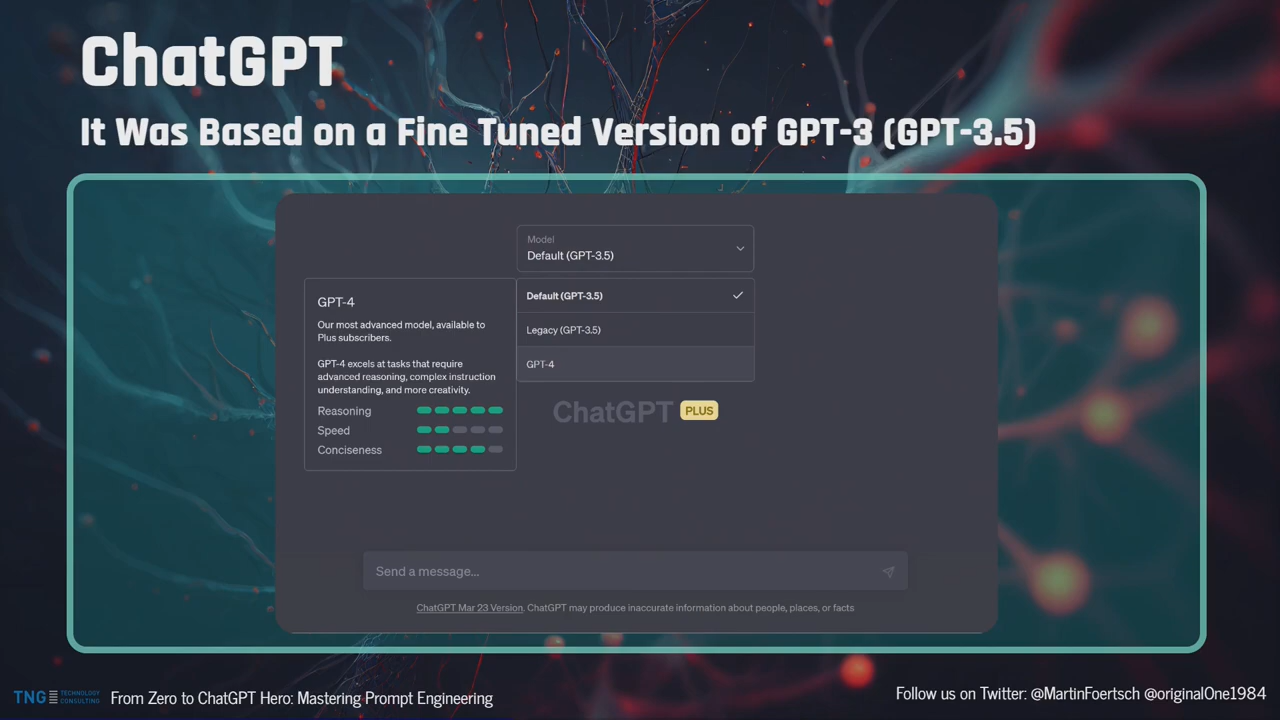 ChatGPT
It Was Based on a Fine Tuned Version of GPT-3 (GPT-3.5)
Model
Default (GPT-3.5)
Default (GPT-3.5)
Legacy (GPT-3.5)
GPT-4
GPT-4
Our most advanced model, available to
Plus subscribers.
GPT-4 excels at tasks that require
advanced reasoning, complex instruction
understanding, and more creativity.
Reasoning
Speed
Conciseness
ChatGPT PLUS
Send a message...
ChatGPT Mar 23 Version. ChatGPT may produce inaccurate information about people, places, or facts
TNG TECHNOLOGY
CONSULTING
From Zero to ChatGPT Hero: Mastering Prompt Engineering
Follow us on Twitter: @MartinFoertsch @originalOne1984